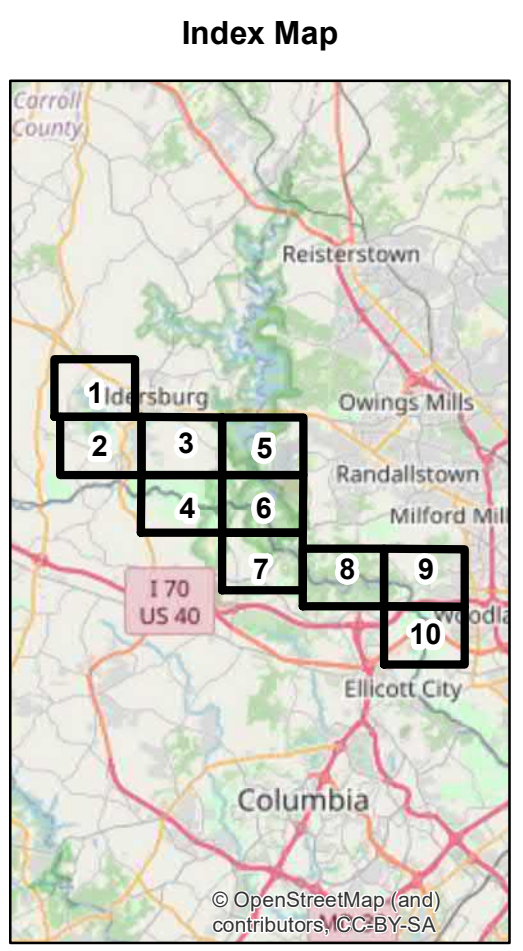 Index Map
Carroll
County
Reisterstown
1
ldersburg
Owings Mills
2
3
5
Randallstown
4
6
Milford Mill
7
8
9
I 70
US 40
10
Woodla
Ellicott City
Columbia
© OpenStreetMap (and)
contributors, CC-BY-SA